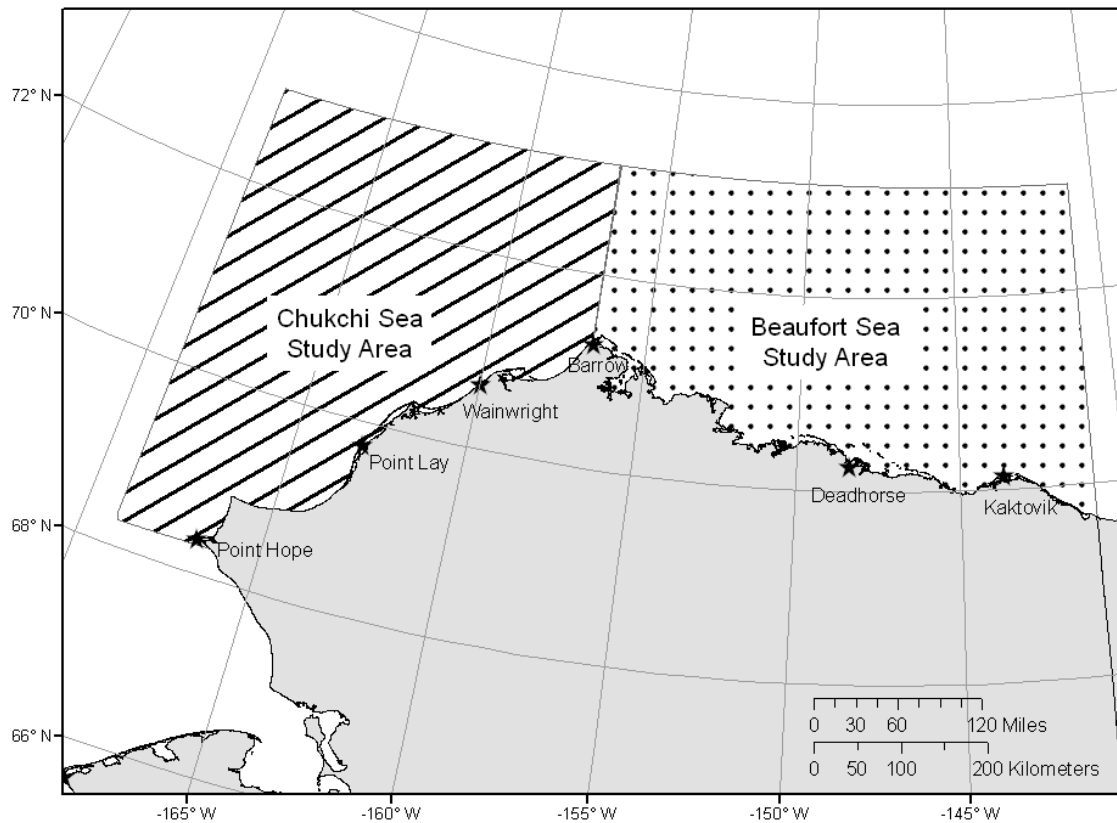 72° N
70° N
68° N
66° N
Chukchi Sea
Study Area
Beaufort Sea
Study Area
Barrow
Wainwright
Point Lay
Point Hope
Deadhorse
Kaktovik
0 30 60 120 Miles
0 50 100 200 Kilometers
-165° W -160° W -155° W -150° W -145° W